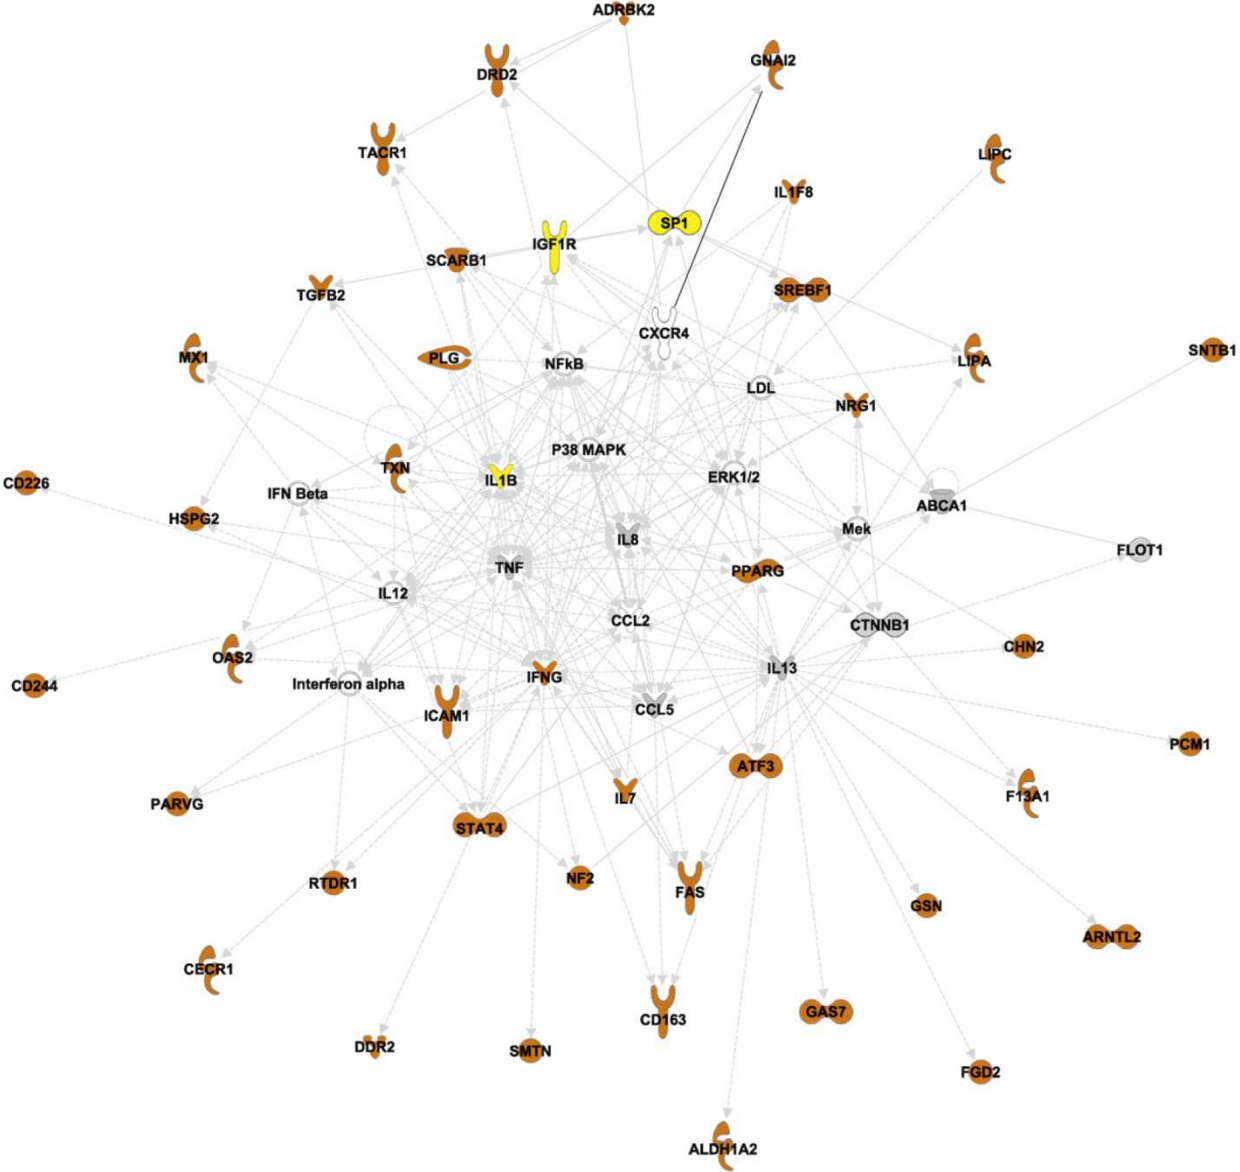 ADRBK2
GNAI2
DRD2
TACR1
LIPC
IL1F8
SP1
IGF1R
SCARB1
TGFB2
SREBF1
CXCR4
MX1
PLG
NFkB
LIPA
SNTB1
LDL
NRG1
P38 MAPK
TXN
IL1B
ERK1/2
CD226
IFN Beta
ABCA1
HSPG2
Mek
IL8
FLOT1
TNF
PPARG
IL12
CCL2
CTNNB1
OAS2
CHN2
IL13
IFNG
CD244
Interferon alpha
CCL5
ICAM1
PCM1
ATF3
F13A1
IL7
PARVG
STAT4
NF2
RTDR1
FAS
GSN
ARNTL2
CECR1
GAS7
CD163
DDR2
SMTN
FGD2
ALDH1A2